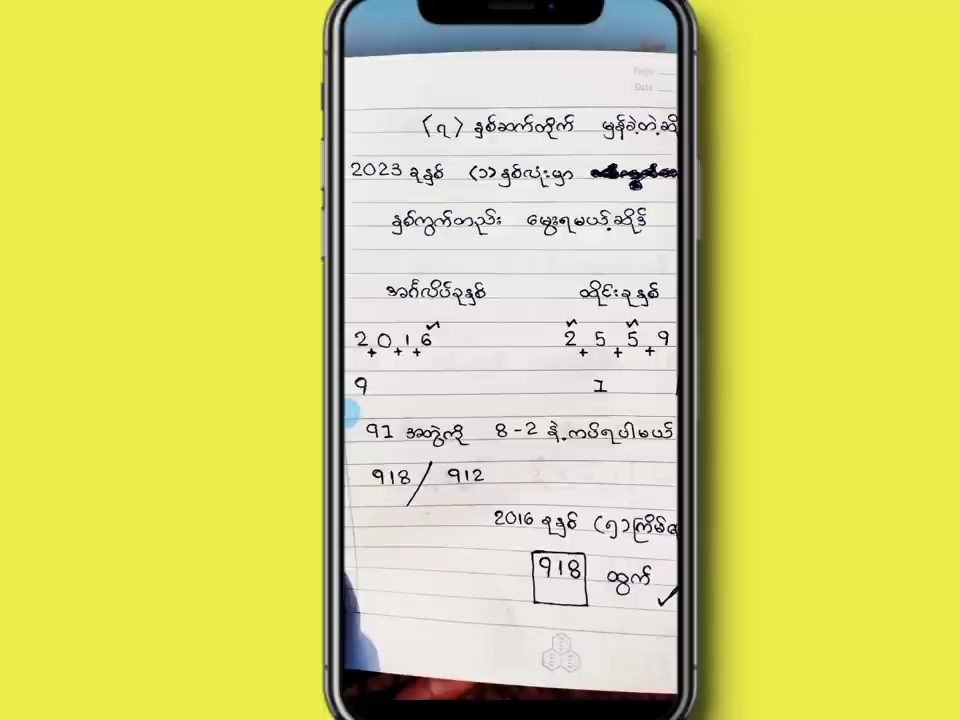 Page
Date
(၇) နှစ်ဆက်တိုက် မှန်ခဲ့တဲ့ဆို
2023 ခုနှစ် (၁) နှစ်လုံးမှာ
နှစ်ကွက်တည်း မွေးရမယ့်ဆိုဒ်
အင်္ဂလိပ်ခုနှစ် ထိုင်းခုနှစ်
2+0+1+6 2+5+5+9
9 1
91 အတွဲကို 8-2 နဲ့ ကပ်ရပါမယ်
918 / 912
2016 ခုနှစ် (၅) ကြိမ်
918 ထွက် ✓